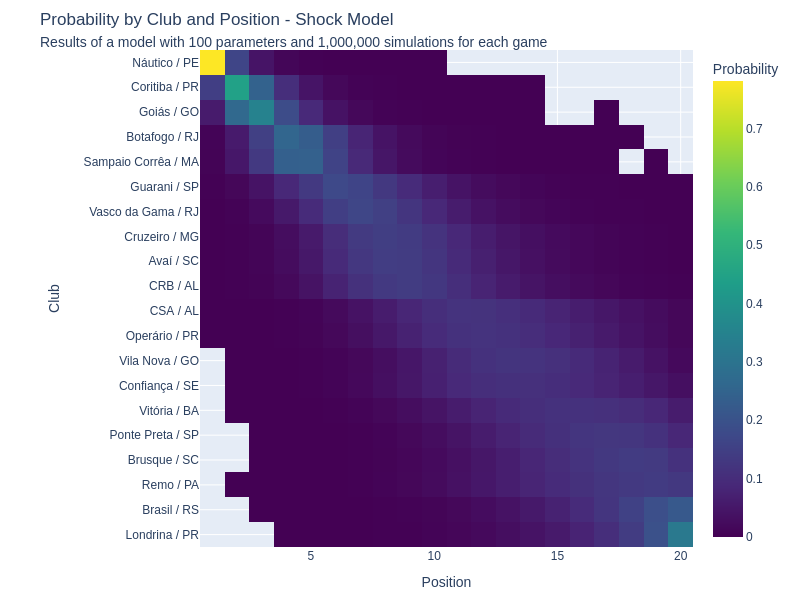 Probability by Club and Position - Shock Model
Results of a model with 100 parameters and 1,000,000 simulations for each game
Probability
Náutico / PE
Coritiba / PR
Goiás / GO
Botafogo / RJ
Sampaio Corrêa / MA
Guarani / SP
Vasco da Gama / RJ
Cruzeiro / MG
Avaí / SC
CRB / AL
CSA / AL
Operário / PR
Vila Nova / GO
Confiança / SE
Vitória / BA
Ponte Preta / SP
Brusque / SC
Remo / PA
Brasil / RS
Londrina / PR
Club
5
10
15
20
Position
0.7
0.6
0.5
0.4
0.3
0.2
0.1
0